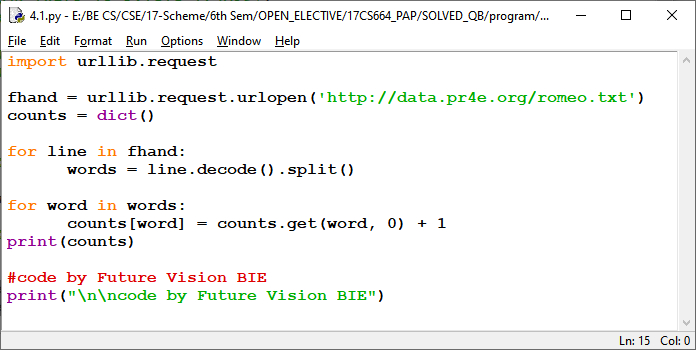 4.1.py - E:/BE CS/CSE/17-Scheme/6th Sem/OPEN_ELECTIVE/17CS664_PAP/SOLVED_QB/program/...
File Edit Format Run Options Window Help
import urllib.request
fhand = urllib.request.urlopen('http://data.pr4e.org/romeo.txt')
counts = dict()
for line in fhand:
words = line.decode().split()
for word in words:
counts[word] = counts.get(word, 0) + 1
print(counts)
#code by Future Vision BIE
print("\n\ncode by Future Vision BIE")
Ln: 15 Col: 0